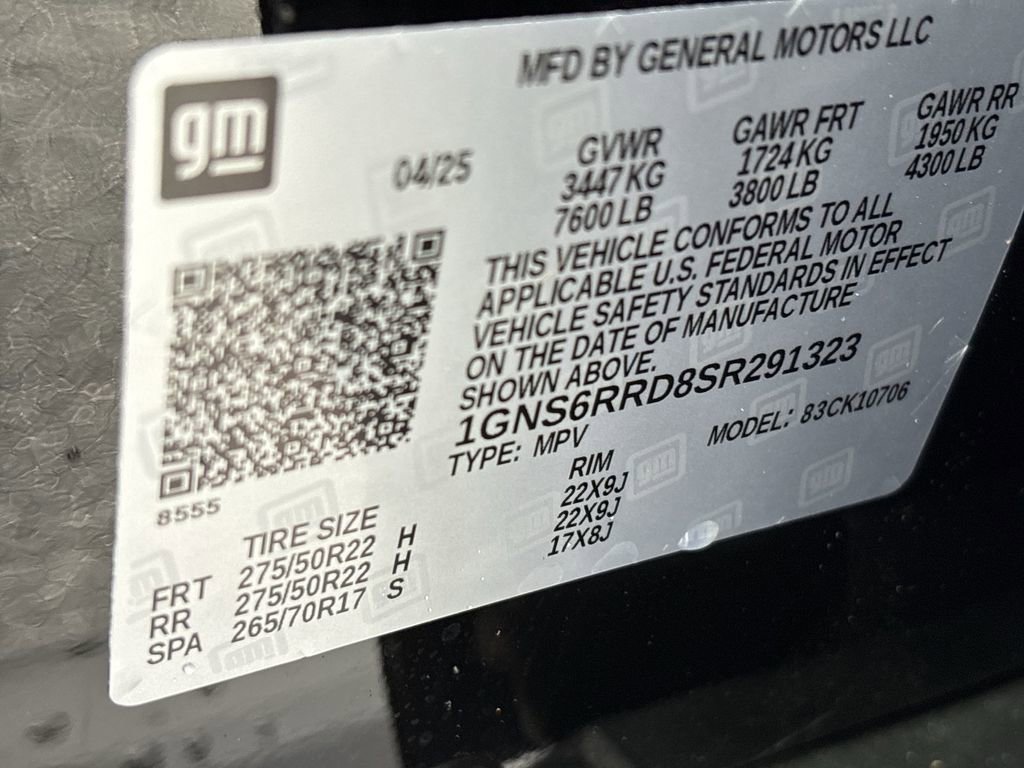 gm
MFD BY GENERAL MOTORS LLC
04/25
GVWR GAWR FRT GAWR RR
3447 KG 1724 KG 1950 KG
7600 LB 3800 LB 4300 LB
THIS VEHICLE CONFORMS TO ALL
APPLICABLE U.S. FEDERAL MOTOR
VEHICLE SAFETY STANDARDS IN EFFECT
ON THE DATE OF MANUFACTURE
SHOWN ABOVE.
1GNS6RRD8SR291323
TYPE: MPV MODEL: 83CK10706
8555
TIRE SIZE RIM
FRT 275/50R22 H 22X9J
RR 275/50R22 H 22X9J
SPA 265/70R17 S 17X8J